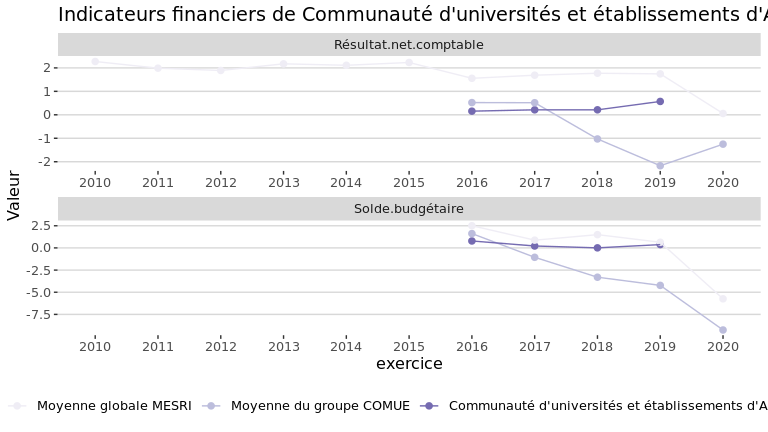 Indicateurs financiers de Communauté d'universités et établissements d'A
Résultat.net.comptable
2
1
0
-1
-2
2010 2011 2012 2013 2014 2015 2016 2017 2018 2019 2020
Valeur
Solde.budgétaire
2.5
0.0
-2.5
-5.0
-7.5
2010 2011 2012 2013 2014 2015 2016 2017 2018 2019 2020
exercice
Moyenne globale MESRI Moyenne du groupe COMUE Communauté d'universités et établissements d'A